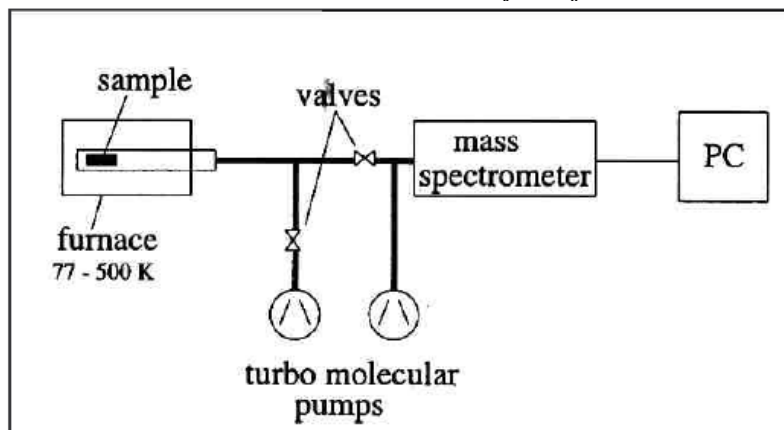 sample
valves
mass
spectrometer
PC
furnace
77 - 500 K
turbo molecular
pumps